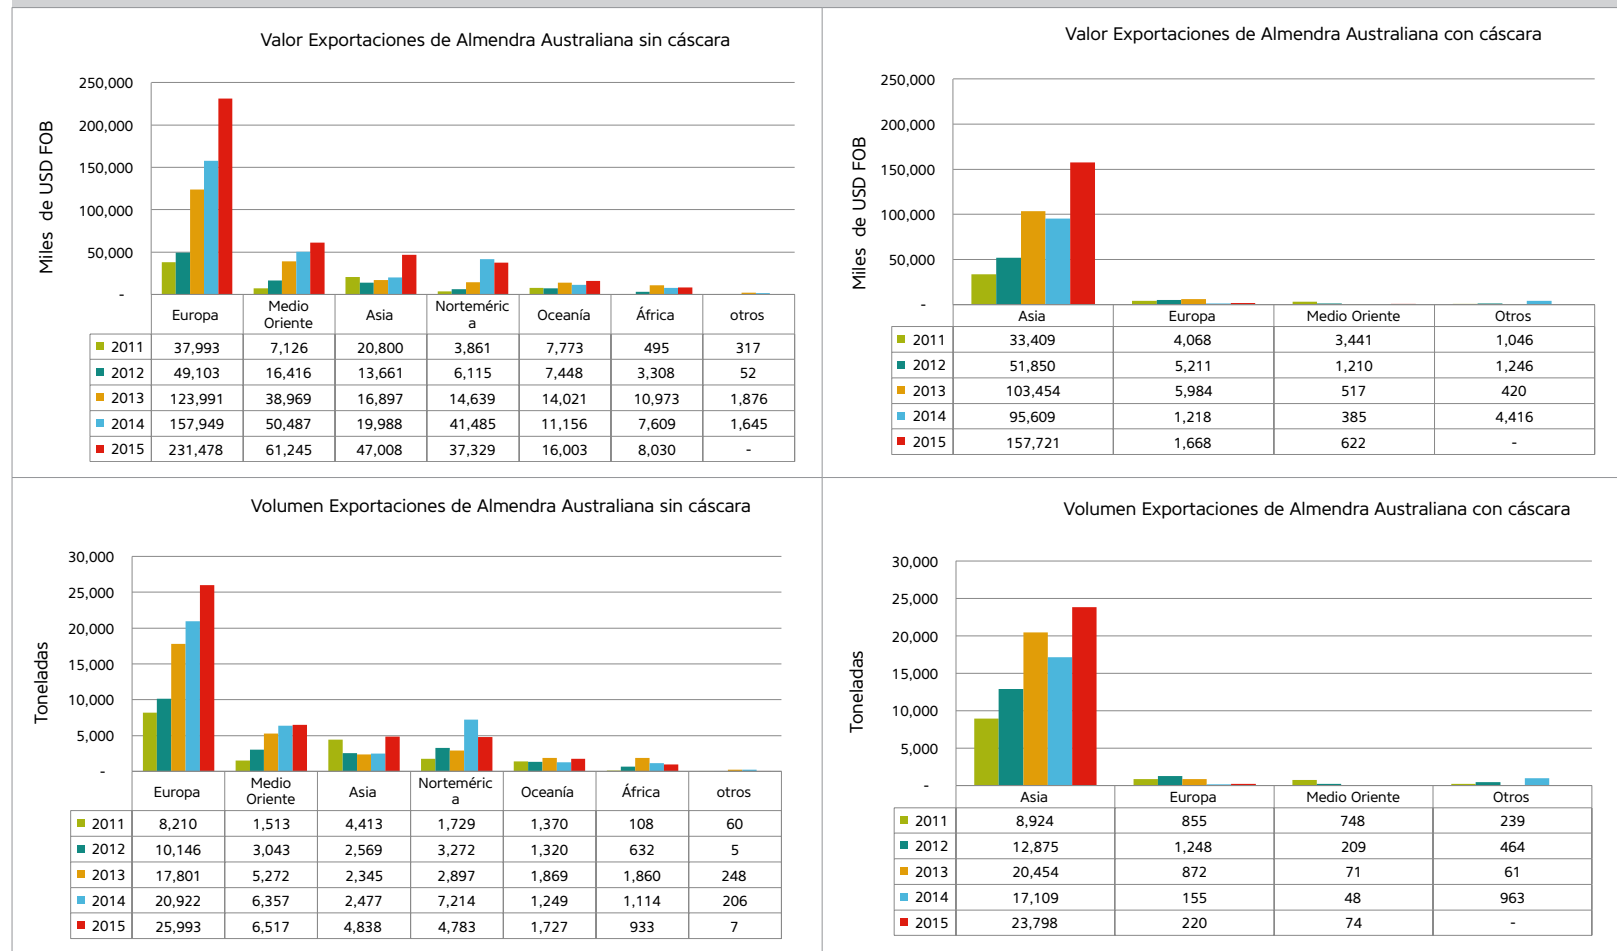 Valor Exportaciones de Almendra Australiana sin cáscara
Miles de USD FOB
250,000
200,000
150,000
100,000
50,000
-
Europa Medio Oriente Asia Norteméric a Oceanía África otros
2011 37,993 7,126 20,800 3,861 7,773 495 317
2012 49,103 16,416 13,661 6,115 7,448 3,308 52
2013 123,991 38,969 16,897 14,639 14,021 10,973 1,876
2014 157,949 50,487 19,988 41,485 11,156 7,609 1,645
2015 231,478 61,245 47,008 37,329 16,003 8,030 -
Valor Exportaciones de Almendra Australiana con cáscara
Miles de USD FOB
250,000
200,000
150,000
100,000
50,000
-
Asia Europa Medio Oriente Otros
2011 33,409 4,068 3,441 1,046
2012 51,850 5,211 1,210 1,246
2013 103,454 5,984 517 420
2014 95,609 1,218 385 4,416
2015 157,721 1,668 622 -
Volumen Exportaciones de Almendra Australiana sin cáscara
Toneladas
30,000
25,000
20,000
15,000
10,000
5,000
-
Europa Medio Oriente Asia Norteméric a Oceanía África otros
2011 8,210 1,513 4,413 1,729 1,370 108 60
2012 10,146 3,043 2,569 3,272 1,320 632 5
2013 17,801 5,272 2,345 2,897 1,869 1,860 248
2014 20,922 6,357 2,477 7,214 1,249 1,114 206
2015 25,993 6,517 4,838 4,783 1,727 933 7
Volumen Exportaciones de Almendra Australiana con cáscara
Toneladas
30,000
25,000
20,000
15,000
10,000
5,000
-
Asia Europa Medio Oriente Otros
2011 8,924 855 748 239
2012 12,875 1,248 209 464
2013 20,454 872 71 61
2014 17,109 155 48 963
2015 23,798 220 74 -